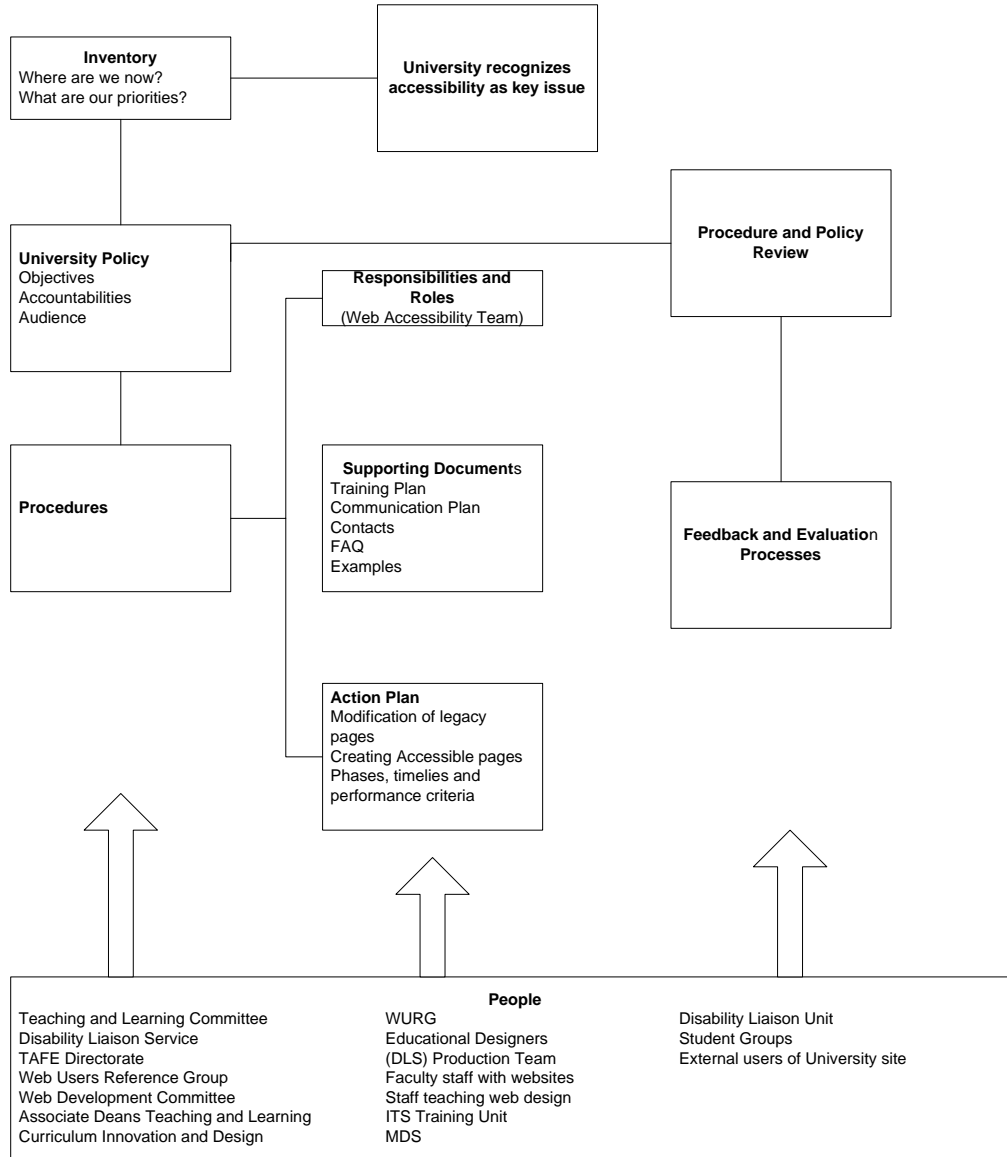 Inventory
Where are we now?
What are our priorities?
University recognizes
accessibility as key issue
University Policy
Objectives
Accountabilities
Audience
Procedure and Policy
Review
Responsibilities and
Roles
(Web Accessibility Team)
Procedures
Supporting Documents
Training Plan
Communication Plan
Contacts
FAQ
Examples
Feedback and Evaluation
Processes
Action Plan
Modification of legacy
pages
Creating Accessible pages
Phases, timelies and
performance criteria
People
Teaching and Learning Committee
Disability Liaison Service
TAFE Directorate
Web Users Reference Group
Web Development Committee
Associate Deans Teaching and Learning
Curriculum Innovation and Design
WURG
Educational Designers
(DLS) Production Team
Faculty staff with websites
Staff teaching web design
ITS Training Unit
MDS
Disability Liaison Unit
Student Groups
External users of University site